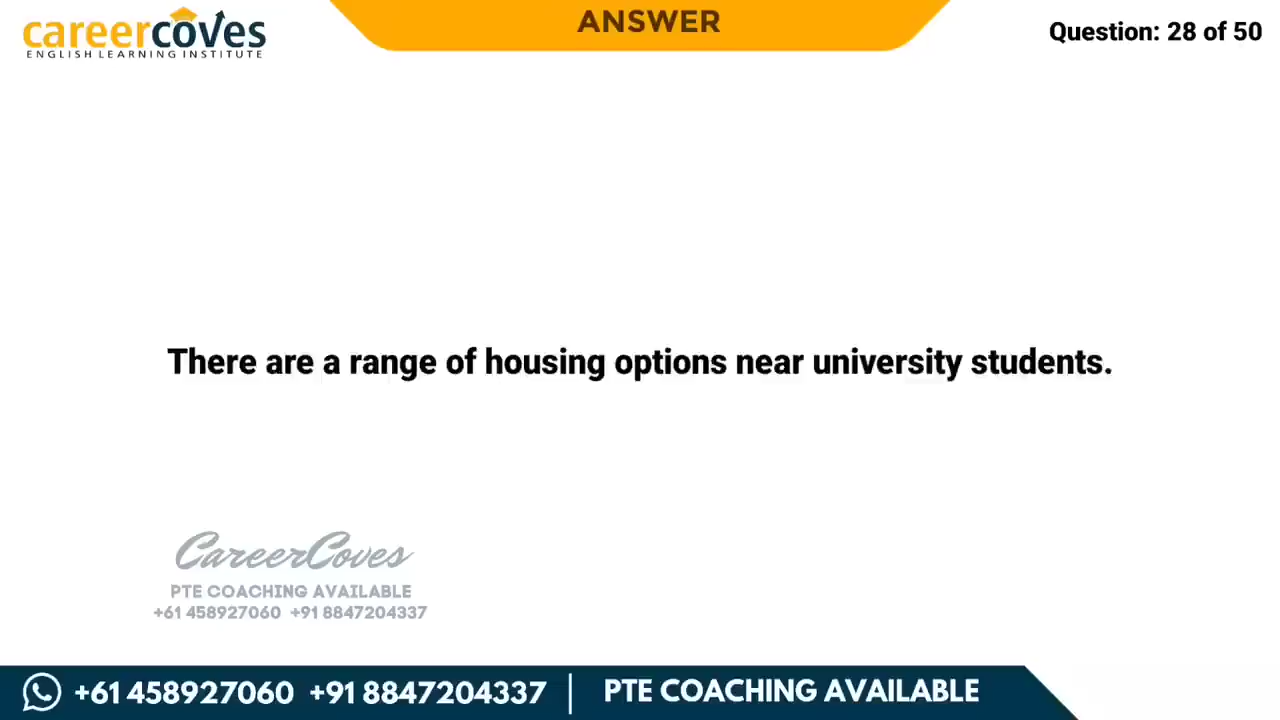 careercoves
ENGLISH LEARNING INSTITUTE
ANSWER
Question: 28 of 50
There are a range of housing options near university students.
CareerCoves
PTE COACHING AVAILABLE
+61 458927060 +91 8847204337
+61 458927060 +91 8847204337 | PTE COACHING AVAILABLE